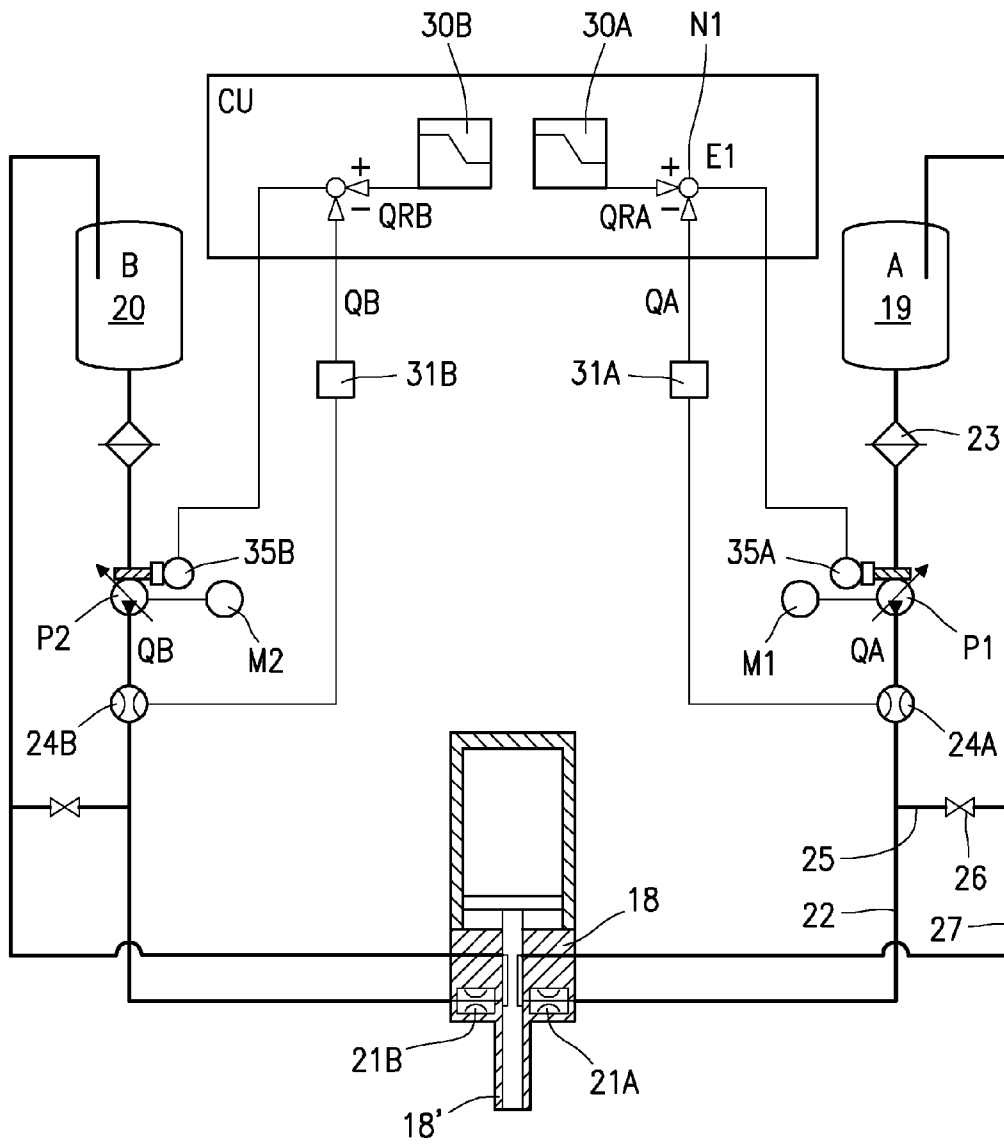 30B
30A
N1
CU
E1
+
+
−
−
QRB
QRA
B
20
A
19
QB
QA
31B
31A
23
35B
35A
P2
QB
M2
M1
QA
P1
24B
24A
25
26
18
22
27
21B
21A
18'